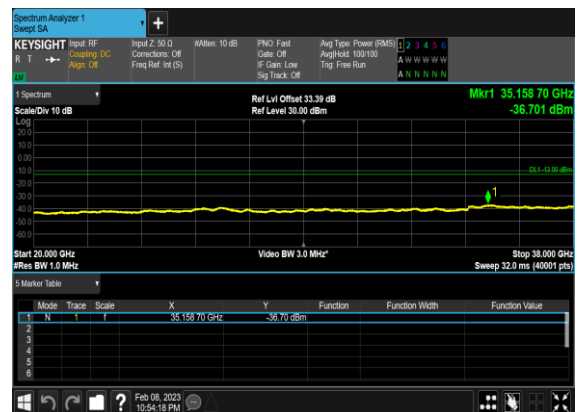 Spectrum Analyzer 1
Swept SA
+
KEYSIGHT Input: RF Input Z: 50 Ω #Atten: 10 dB PNO: Fast Avg Type: Power (RMS) 1 2 3 4 5 6
R T Coupling: DC Corrections: Off Gate: Off Avg|Hold: 100/100 A W W W W W
Align: Off Freq Ref: Int (S) IF Gain: Low Trig: Free Run
Sig Track: Off A N N N N N
1 Spectrum
Scale/Div 10 dB
Ref Lvl Offset 33.39 dB
Ref Level 30.00 dBm
Mkr1 35.158 70 GHz
-36.701 dBm
Log
20.0
10.0
0.00
-10.0
DL1 -13.00 dBm
-20.0
-30.0
1
-40.0
-50.0
-60.0
Start 20.000 GHz Video BW 3.0 MHz* Stop 38.000 GHz
#Res BW 1.0 MHz Sweep 32.0 ms (40001 pts)
5 Marker Table
Mode Trace Scale X Y Function Function Width Function Value
1 N 1 f 35.158 70 GHz -36.70 dBm
2
3
4
5
6
? Feb 08, 2023
10:54:18 PM